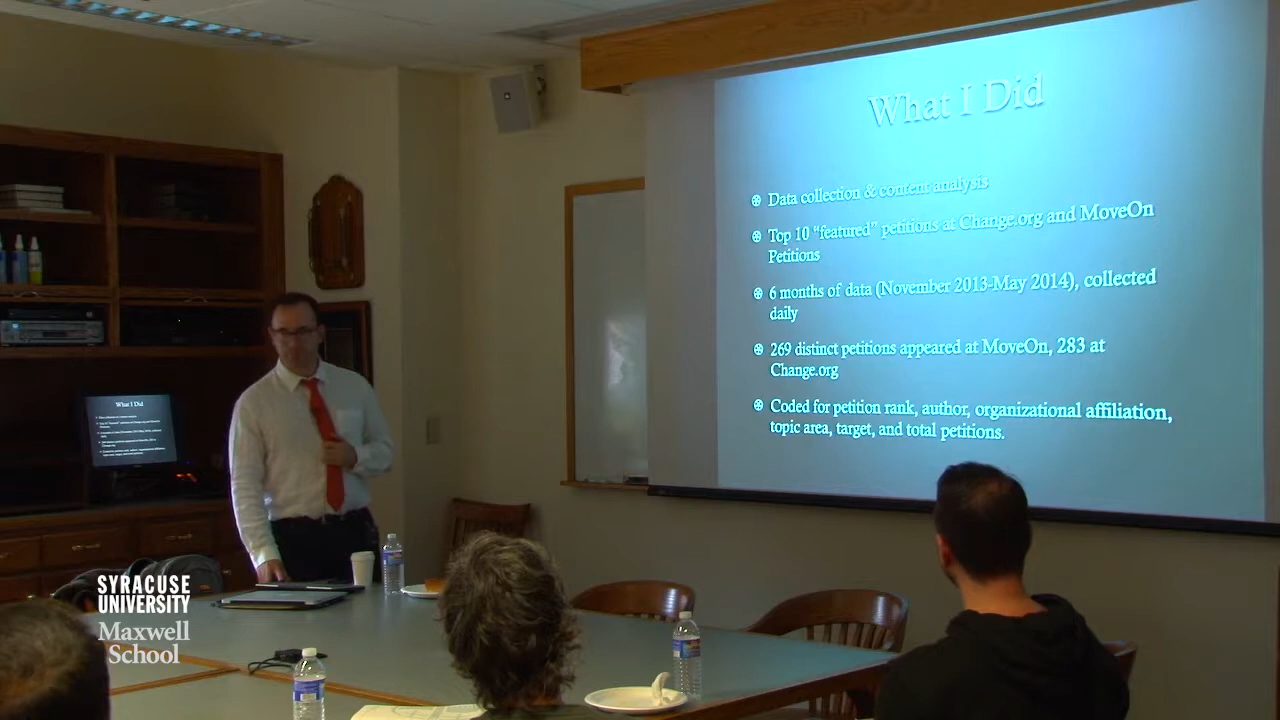 What I Did
Data collection & content analysis
Top 10 “featured” petitions at Change.org and MoveOn
Petitions
6 months of data (November 2013-May 2014), collected
daily
269 distinct petitions appeared at MoveOn, 283 at
Change.org
Coded for petition rank, author, organizational affiliation,
topic area, target, and total petitions.
What I Did
SYRACUSE
UNIVERSITY
Maxwell
School